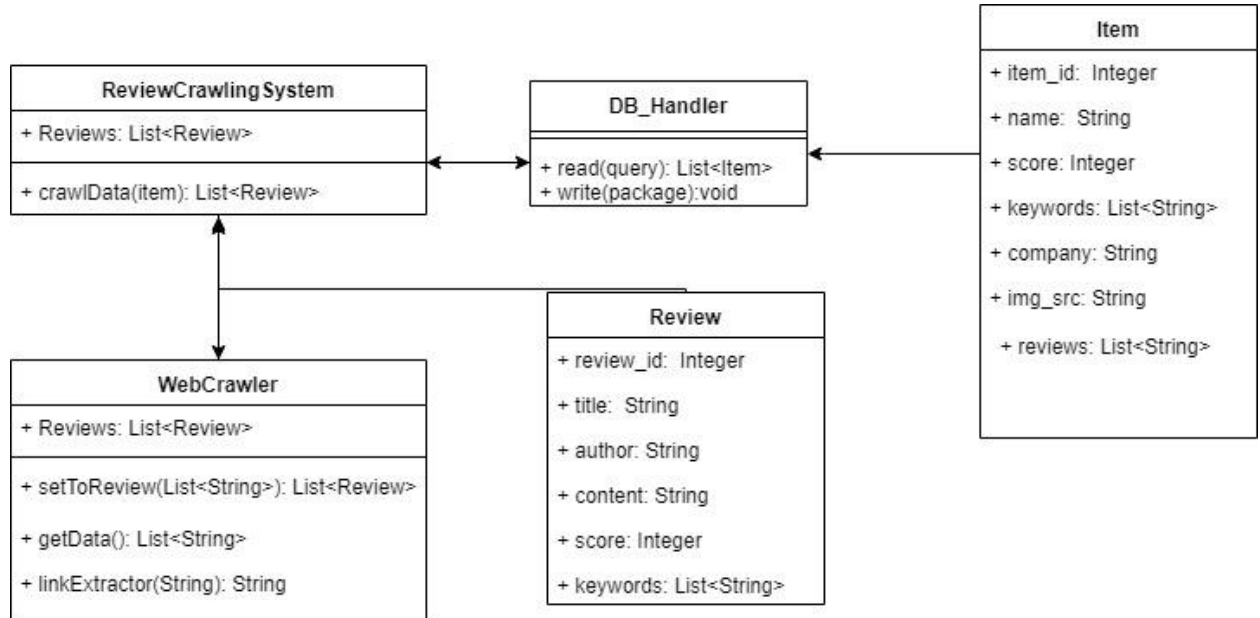 ReviewCrawlingSystem
+ Reviews: List<Review>
+ crawlData(item): List<Review>
DB_Handler
+ read(query): List<Item>
+ write(package):void
Item
+ item_id:  Integer
+ name:  String
+ score: Integer
+ keywords: List<String>
+ company: String
+ img_src: String
+ reviews: List<String>
WebCrawler
+ Reviews: List<Review>
+ setToReview(List<String>): List<Review>
+ getData(): List<String>
+ linkExtractor(String): String
Review
+ review_id:  Integer
+ title:  String
+ author: String
+ content: String
+ score: Integer
+ keywords: List<String>